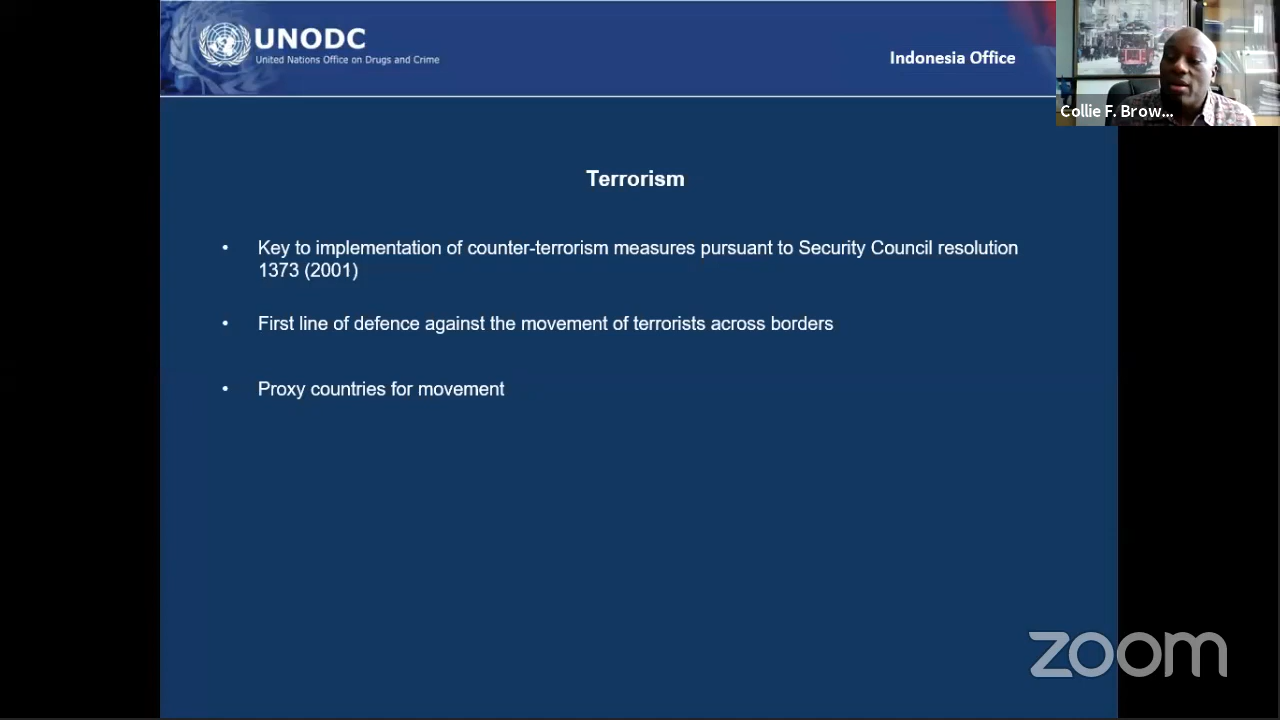 UNODC
United Nations Office on Drugs and Crime
Indonesia Office
Collie F. Brow...
Terrorism
• Key to implementation of counter-terrorism measures pursuant to Security Council resolution
1373 (2001)
• First line of defence against the movement of terrorists across borders
• Proxy countries for movement
zoom